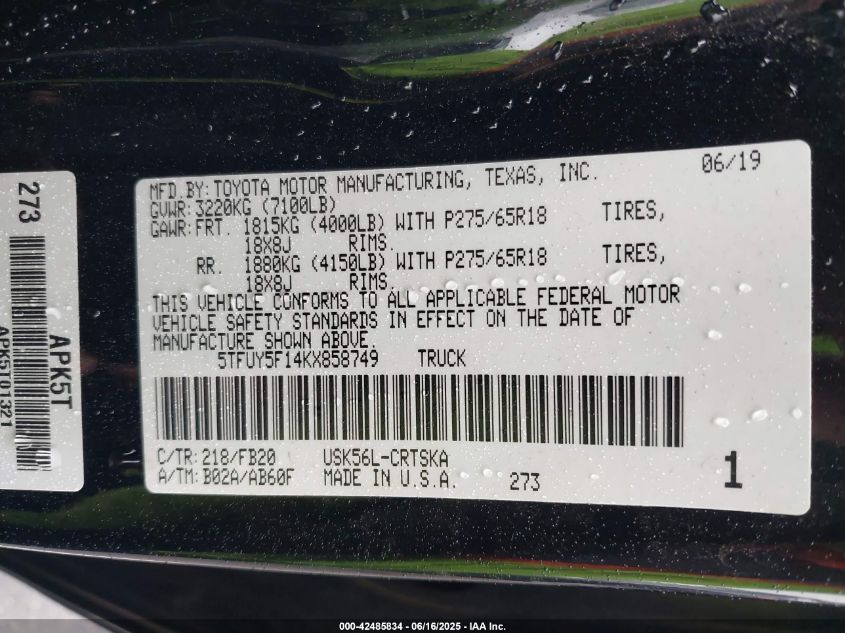 273
APK5T
APK5T01321
MFD.BY:TOYOTA MOTOR MANUFACTURING, TEXAS, INC. 06/19
GVWR:3220KG (7100LB)
GAWR:FRT. 1815KG (4000LB) WITH P275/65R18 TIRES,
18X8J RIMS.
RR. 1880KG (4150LB) WITH P275/65R18 TIRES,
18X8J RIMS.
THIS VEHICLE CONFORMS TO ALL APPLICABLE FEDERAL MOTOR
VEHICLE SAFETY STANDARDS IN EFFECT ON THE DATE OF
MANUFACTURE SHOWN ABOVE.
5TFUY5F14KX858749 TRUCK
C/TR:218/FB20 USK56L-CRTSKA
A/TM:B02A/AB60F MADE IN U.S.A. 273 1
000-42485834 - 06/16/2025 - IAA Inc.